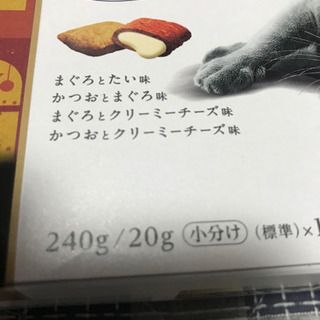 まぐろとたい味
かつおとまぐろ味
まぐろとクリーミーチーズ味
かつおとクリーミーチーズ味
240g/20g 小分け (標準)×